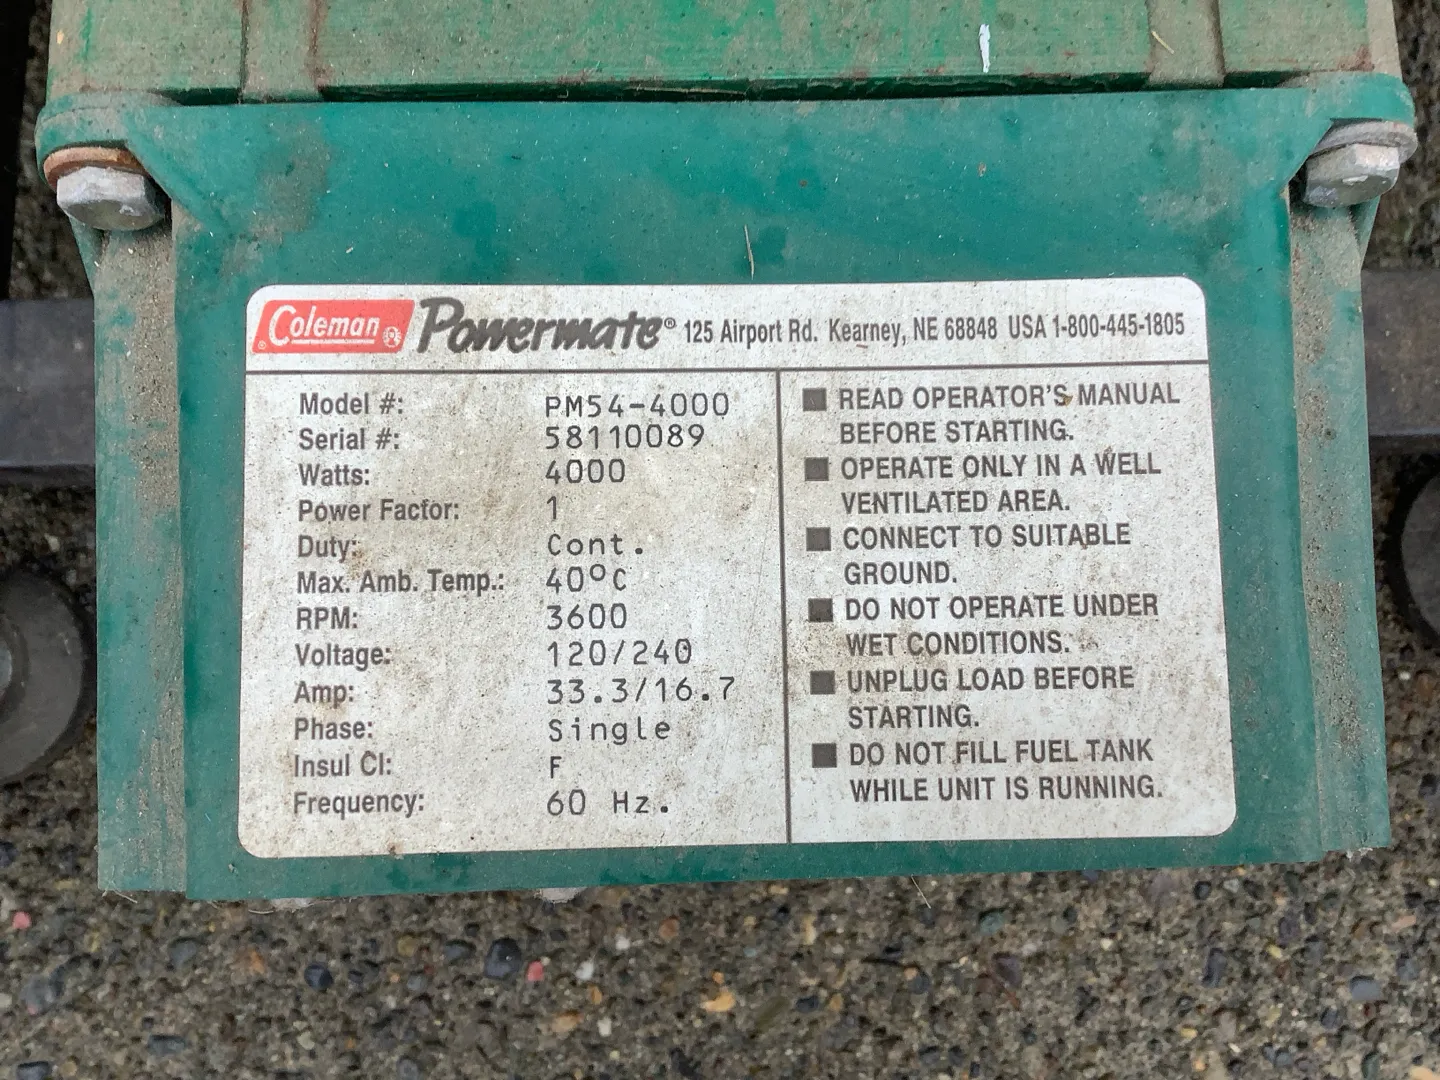 Coleman Powermate® 125 Airport Rd. Kearney, NE 68848 USA 1-800-445-1805
Model #: PM54-4000
Serial #: 58110089
Watts: 4000
Power Factor: 1
Duty: Cont.
Max. Amb. Temp.: 40°C
RPM: 3600
Voltage: 120/240
Amp: 33.3/16.7
Phase: Single
Insul Cl: F
Frequency: 60 Hz.
■ READ OPERATOR'S MANUAL
BEFORE STARTING.
■ OPERATE ONLY IN A WELL
VENTILATED AREA.
■ CONNECT TO SUITABLE
GROUND.
■ DO NOT OPERATE UNDER
WET CONDITIONS.
■ UNPLUG LOAD BEFORE
STARTING.
■ DO NOT FILL FUEL TANK
WHILE UNIT IS RUNNING.